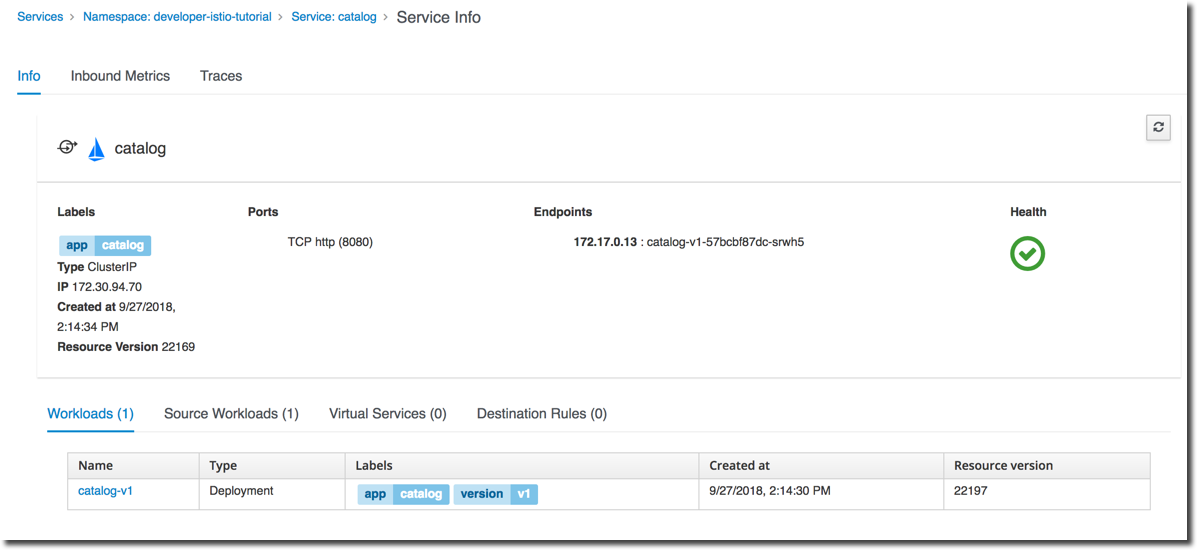 Services > Namespace: developer-istio-tutorial > Service: catalog > Service Info
Info Inbound Metrics Traces
catalog
Labels Ports Endpoints Health
app catalog TCP http (8080) 172.17.0.13 : catalog-v1-57bcbf87dc-srwh5
Type ClusterIP
IP 172.30.94.70
Created at 9/27/2018,
2:14:34 PM
Resource Version 22169
Workloads (1) Source Workloads (1) Virtual Services (0) Destination Rules (0)
Name Type Labels Created at Resource version
catalog-v1 Deployment app catalog version v1 9/27/2018, 2:14:30 PM 22197